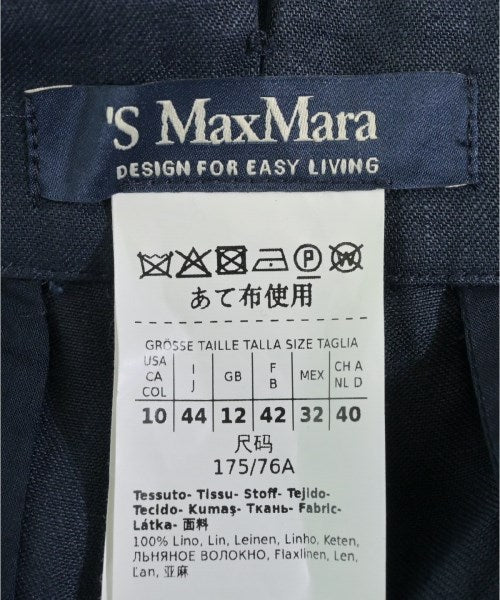 'S MaxMara
DESIGN FOR EASY LIVING
P W
あて布使用
GRÖSSE TAILLE TALLA SIZE TAGLIA
USA CA COL I J GB F B MEX CH A NL D
10 44 12 42 32 40
尺码
175/76A
Tessuto- Tissu- Stoff- Tejido-
Tecido- Kumaş- Ткань- Fabric-
Látka- 面料
100% Lino, Lin, Leinen, Linho, Keten,
ЛЬНЯНОЕ ВОЛОКНО, Flaxlinen, Len,
Ľan, 亚麻